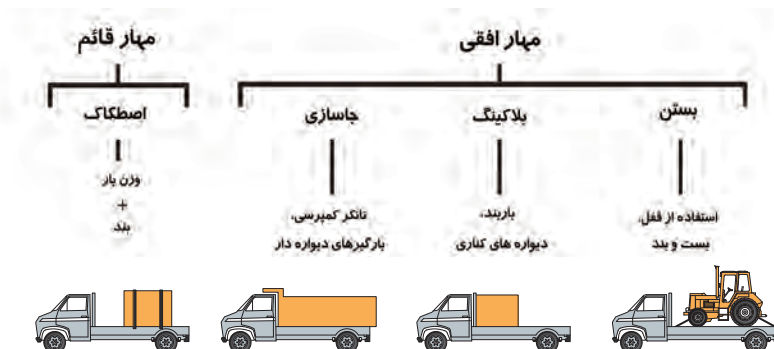 مهار افقی
مهار قائم
بستن
بلاکینگ
جاسازی
اصطکاک
استفاده از قفل،
بست و بند
باربند،
دیواره های کناری
تانکر کمپرسی،
بارگیرهای دیواره دار
وزن بار
+
بند